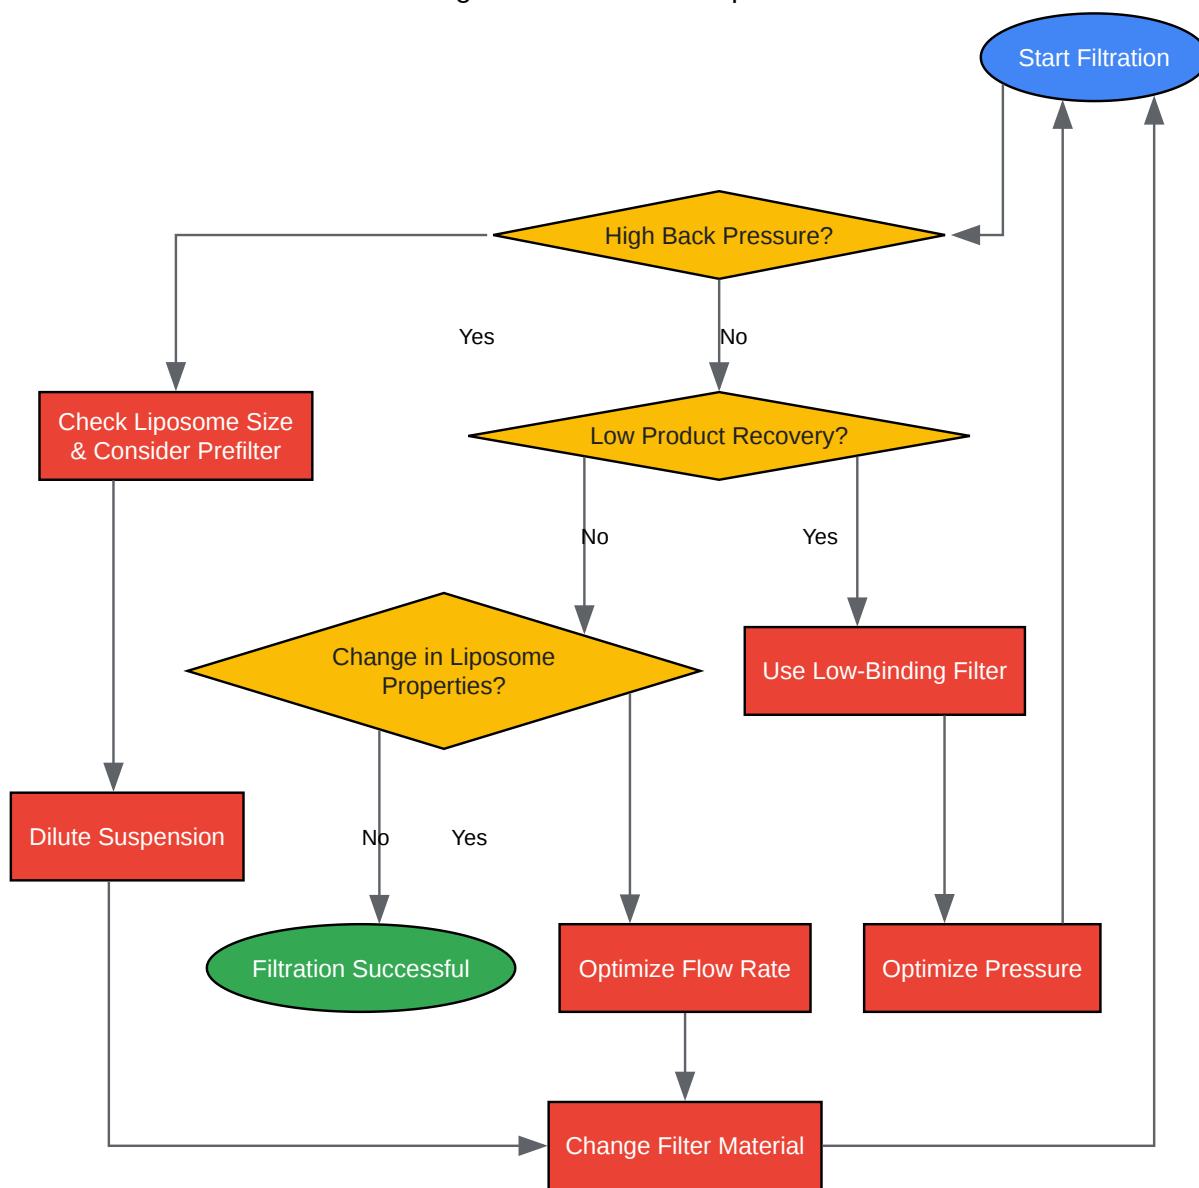 Start Filtration
High Back Pressure?
Yes
No
Check Liposome Size
& Consider Prefilter
Low Product Recovery?
No
Yes
Change in Liposome
Properties?
Use Low-Binding Filter
Dilute Suspension
No
Yes
Filtration Successful
Optimize Flow Rate
Optimize Pressure
Change Filter Material